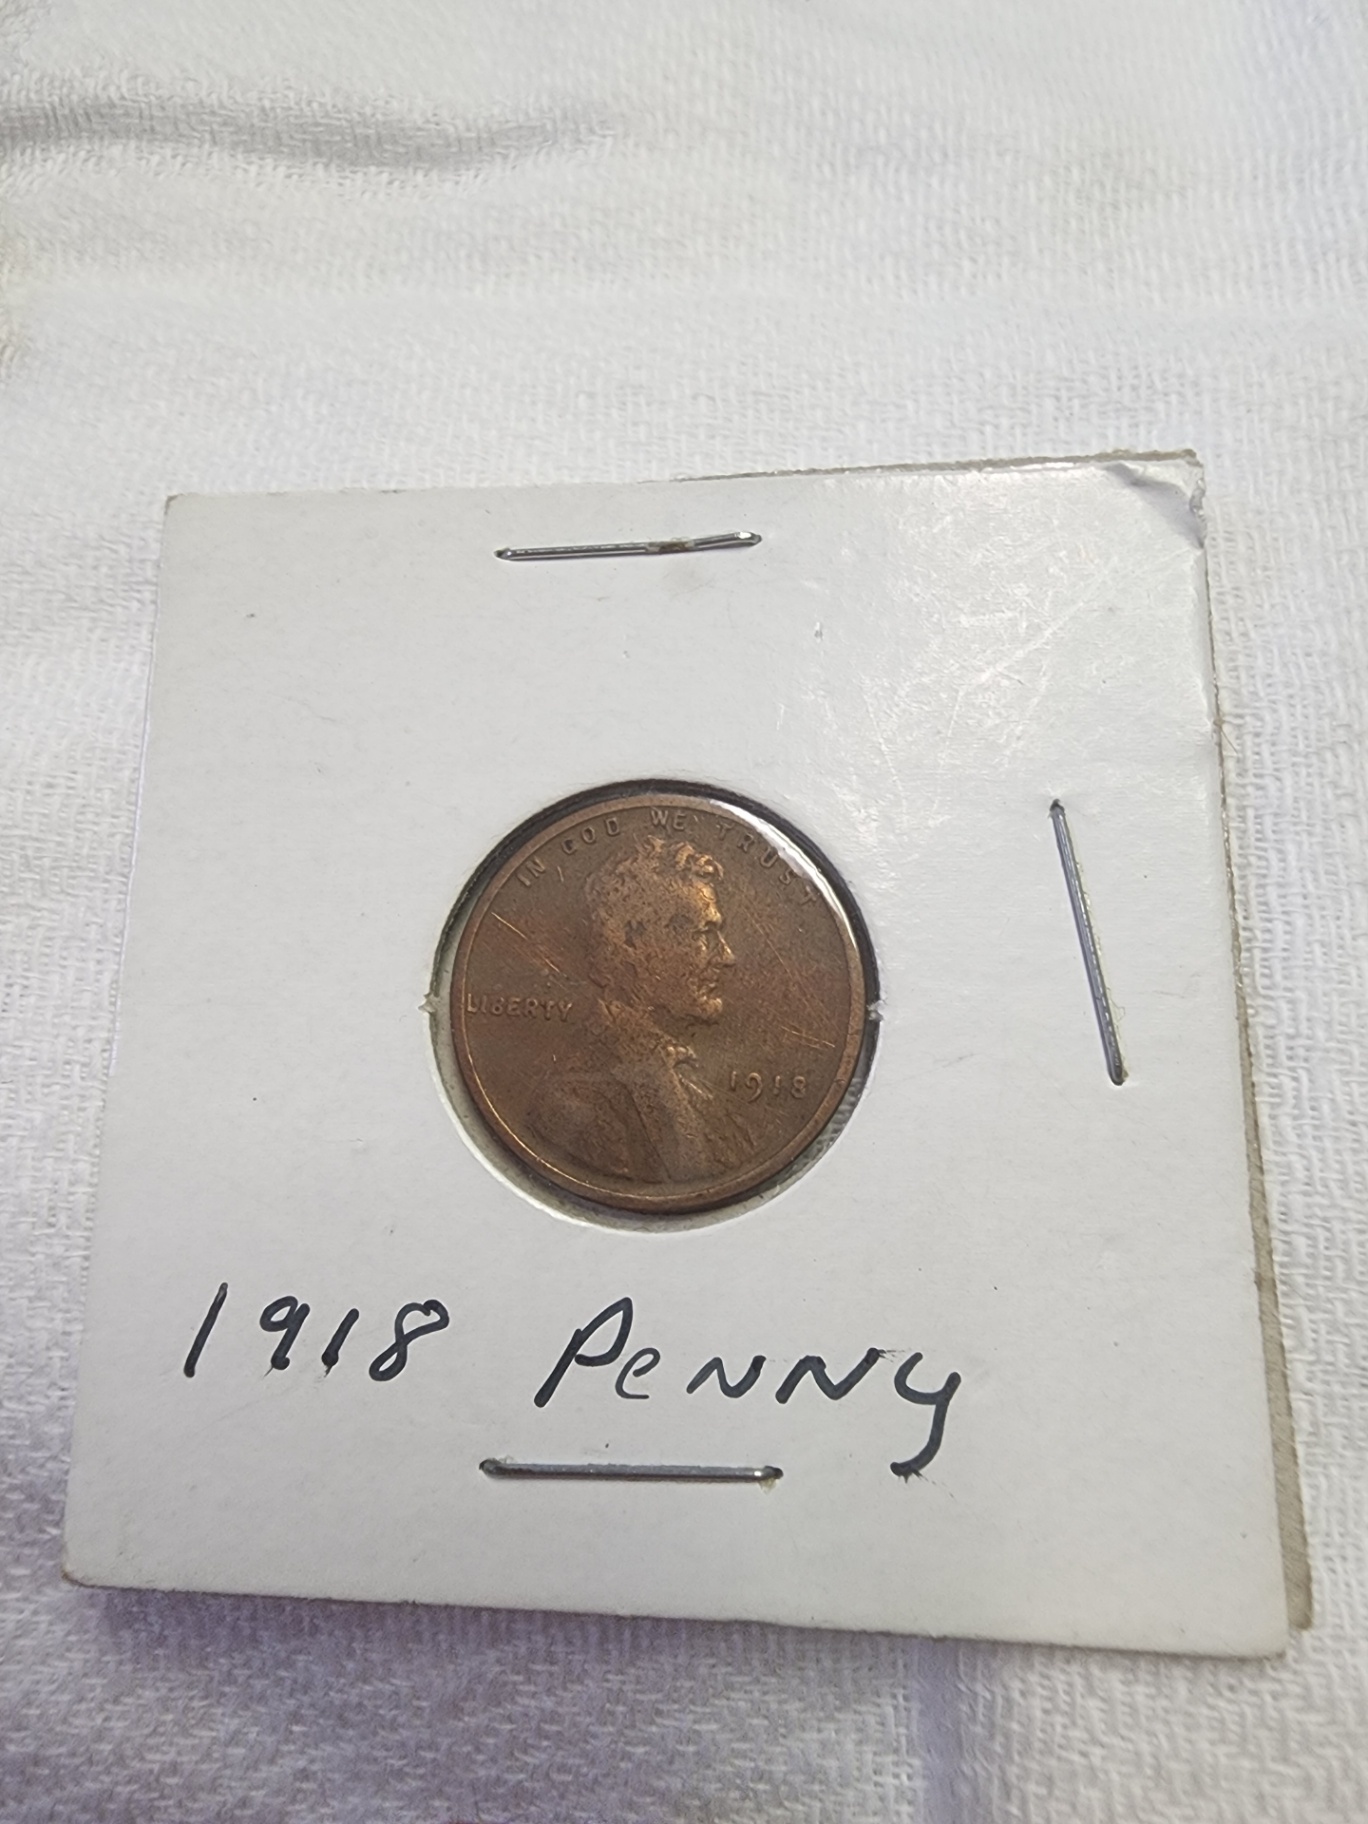 IN GOD WE TRUST
LIBERTY
1918
1918 Penny